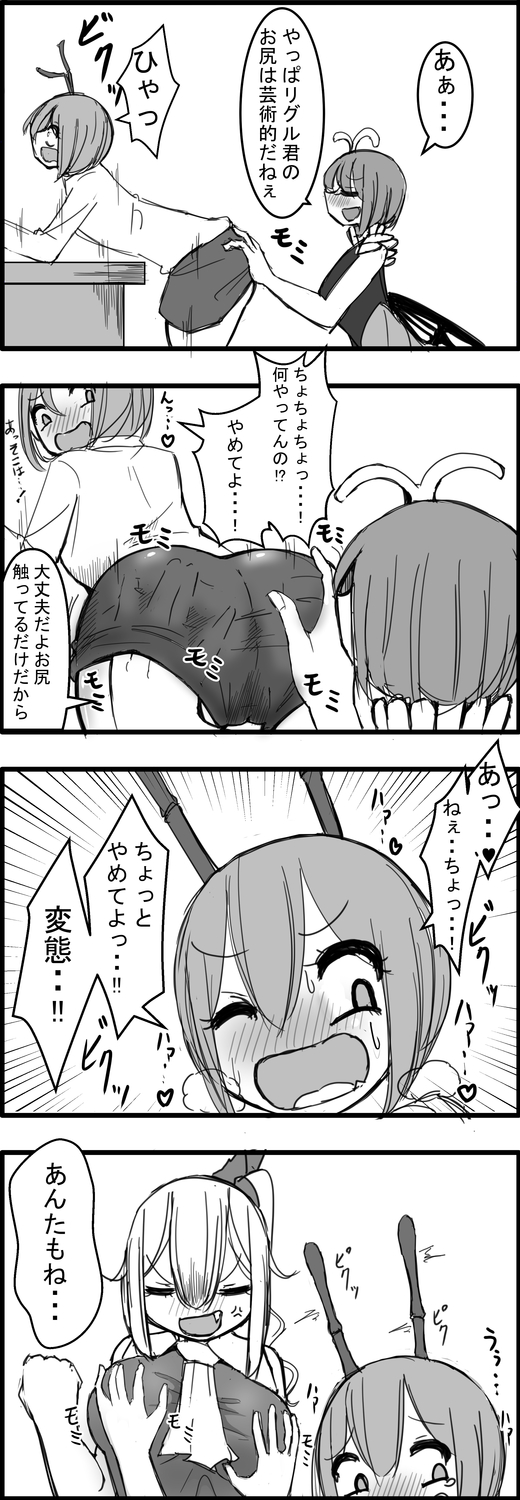 あぁ・・・
やっぱリグル君の
お尻は芸術的だねぇ
モミ
ひゃっ
ビクッ
ちょちょちょっ・・・
何やってんの!?
やめてよ・・・!
んっ・・・♥
あっそこは・・・!
モミ
モミ
モミ
モミ
大丈夫だよお尻
触ってるだけだから
あっ・・♥
ねぇ・・ちょっ・・・!
ハァ・・♡
ビクッ
ハァ・・♡
ちょっと
やめてよっ・・・!!
変態・・!!
ビクッ
♡
あんたもね・・・
ピクッ
ピク
うぅ・・・
ハァ
ハァ
モミ
モミ
モミ